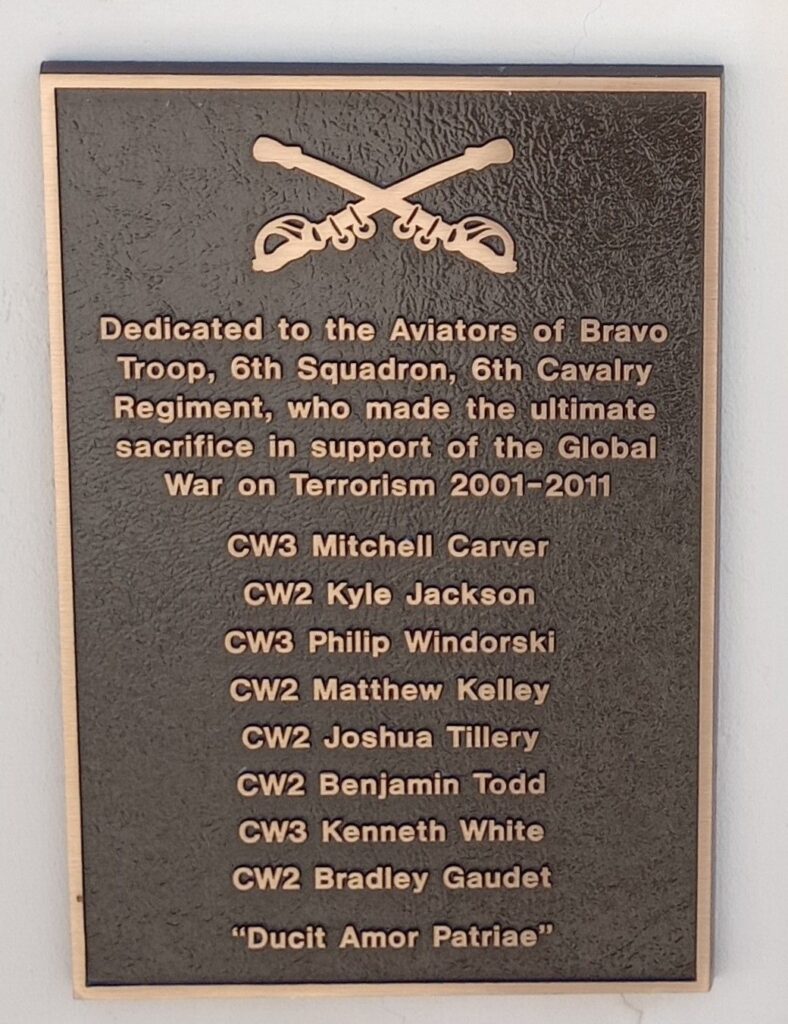 Dedicated to the Aviators of Bravo
Troop, 6th Squadron, 6th Cavalry
Regiment, who made the ultimate
sacrifice in support of the Global
War on Terrorism 2001-2011
CW3 Mitchell Carver
CW2 Kyle Jackson
CW3 Philip Windorski
CW2 Matthew Kelley
CW2 Joshua Tillery
CW2 Benjamin Todd
CW3 Kenneth White
CW2 Bradley Gaudet
“Ducit Amor Patriae”